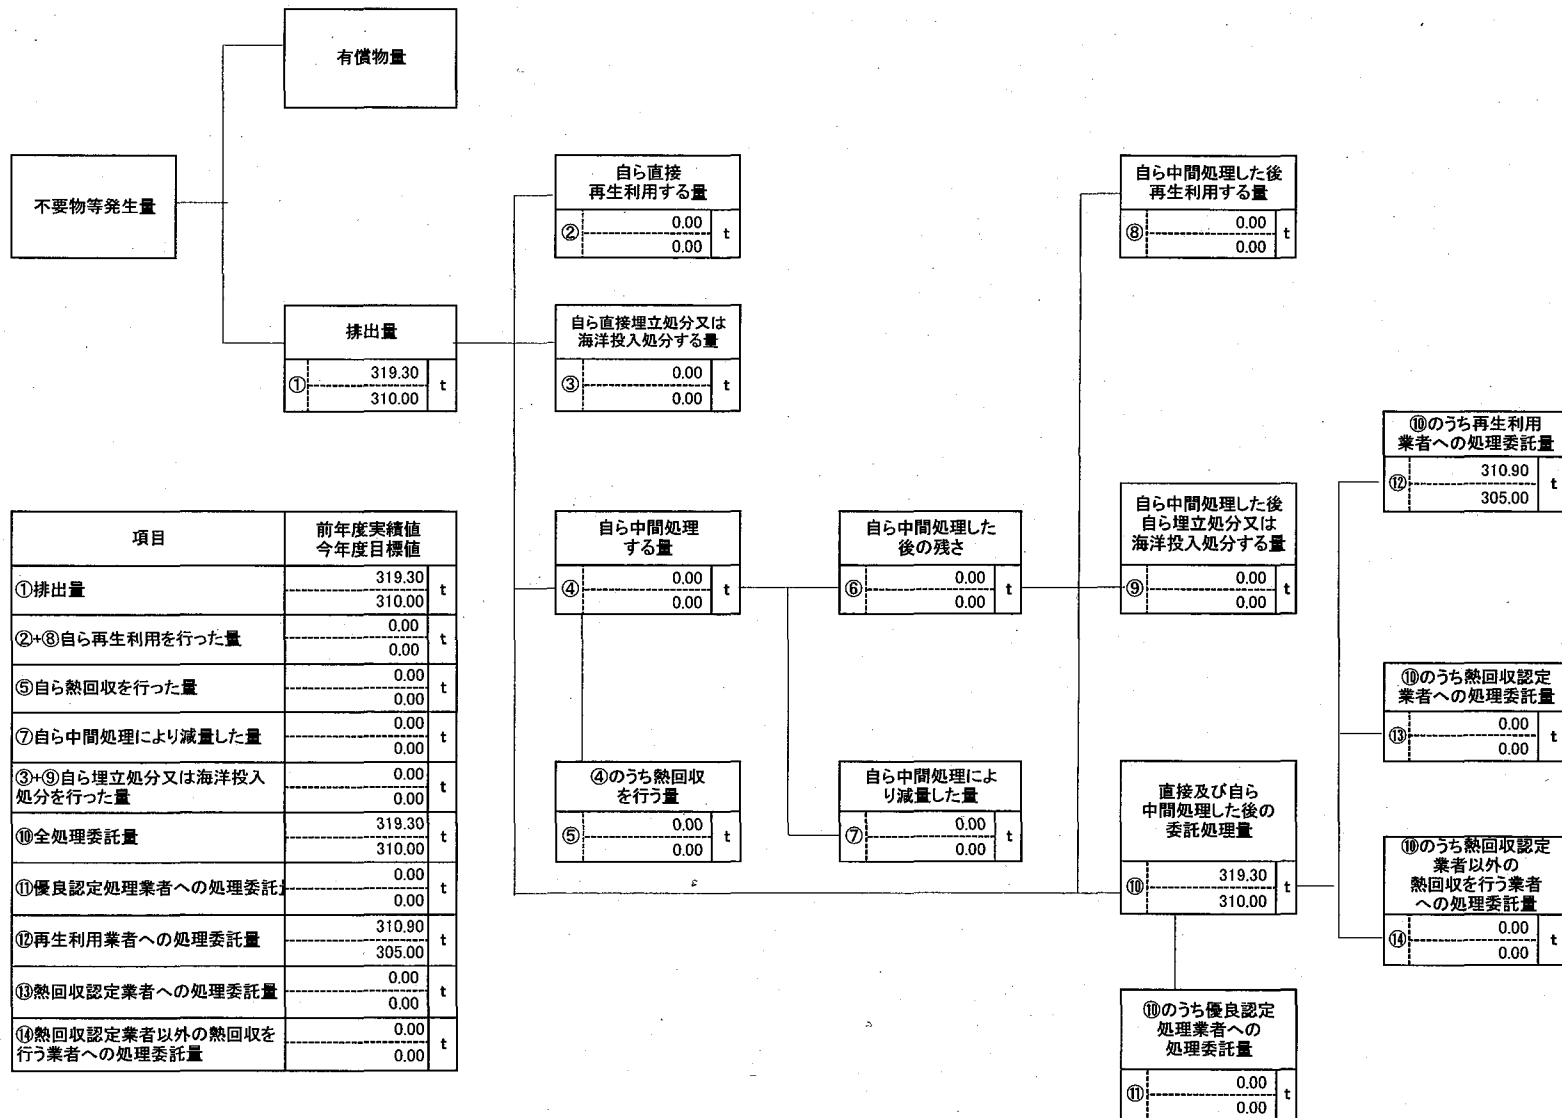 有償物量
不要物等発生量
排出量
①
319.30
310.00
t
自ら直接
再生利用する量
②
0.00
0.00
t
自ら直接埋立処分又は
海洋投入処分する量
③
0.00
0.00
t
自ら中間処理
する量
④
0.00
0.00
t
④のうち熱回収
を行う量
⑤
0.00
0.00
t
自ら中間処理した
後の残さ
⑥
0.00
0.00
t
自ら中間処理によ
り減量した量
⑦
0.00
0.00
t
自ら中間処理した後
再生利用する量
⑧
0.00
0.00
t
自ら中間処理した後
自ら埋立処分又は
海洋投入処分する量
⑨
0.00
0.00
t
直接及び自ら
中間処理した後の
委託処理量
⑩
319.30
310.00
t
⑩のうち優良認定
処理業者への
処理委託量
⑪
0.00
0.00
t
⑩のうち再生利用
業者への処理委託量
⑫
310.90
305.00
t
⑩のうち熱回収認定
業者への処理委託量
⑬
0.00
0.00
t
⑩のうち熱回収認定
業者以外の
熱回収を行う業者
への処理委託量
⑭
0.00
0.00
t
項目
前年度実績値
今年度目標値
①排出量
319.30
310.00
t
②+⑧自ら再生利用を行った量
0.00
0.00
t
⑤自ら熱回収を行った量
0.00
0.00
t
⑦自ら中間処理により減量した量
0.00
0.00
t
③+⑨自ら埋立処分又は海洋投入
処分を行った量
0.00
0.00
t
⑩全処理委託量
319.30
310.00
t
⑪優良認定処理業者への処理委託
0.00
0.00
t
⑫再生利用業者への処理委託量
310.90
305.00
t
⑬熱回収認定業者への処理委託量
0.00
0.00
t
⑭熱回収認定業者以外の熱回収を
行う業者への処理委託量
0.00
0.00
t